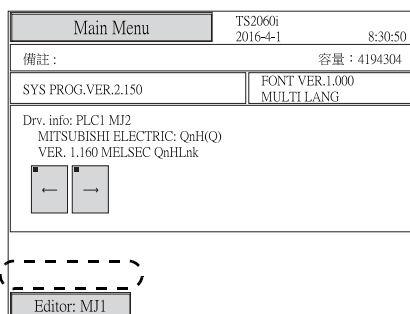 Main Menu
TS2060i
2016-4-1 8:30:50
備註 :
容量：4194304
SYS PROG.VER.2.150
FONT VER.1.000
MULTI LANG
Drv. info: PLC1 MJ2
MITSUBISHI ELECTRIC: QnH(Q)
VER. 1.160 MELSEC QnHLnk
← →
Editor: MJ1